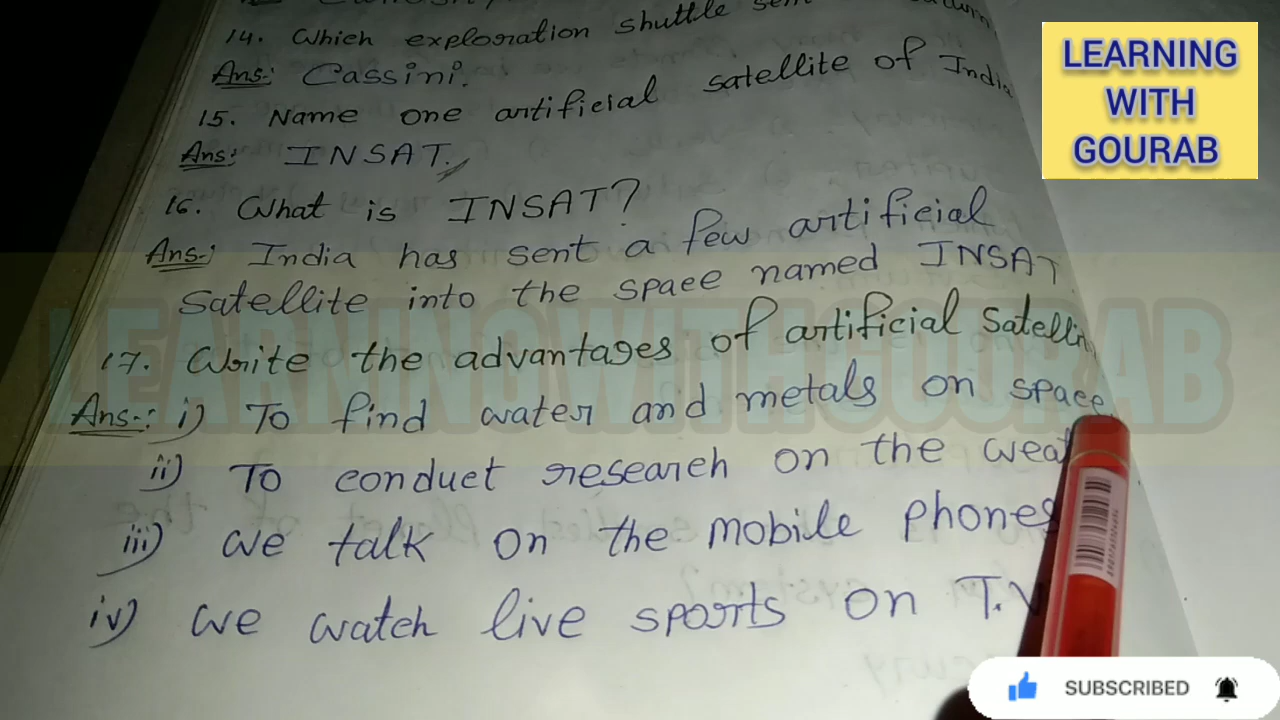 14. Which exploration shuttle sent
Ans: Cassini.
15. Name one artificial satellite of India
Ans: INSAT.
16. What is INSAT?
Ans: India has sent a few artificial
Satellite into the space named INSAT
17. Write the advantages of artificial
Ans: i) To find water and metals on space
ii) To conduct research on the
iii) we talk on the mobile phones
iv) we watch live sports on T.V
LEARNING
WITH
GOURAB
LEARNINGWITHGOURAB
SUBSCRIBED